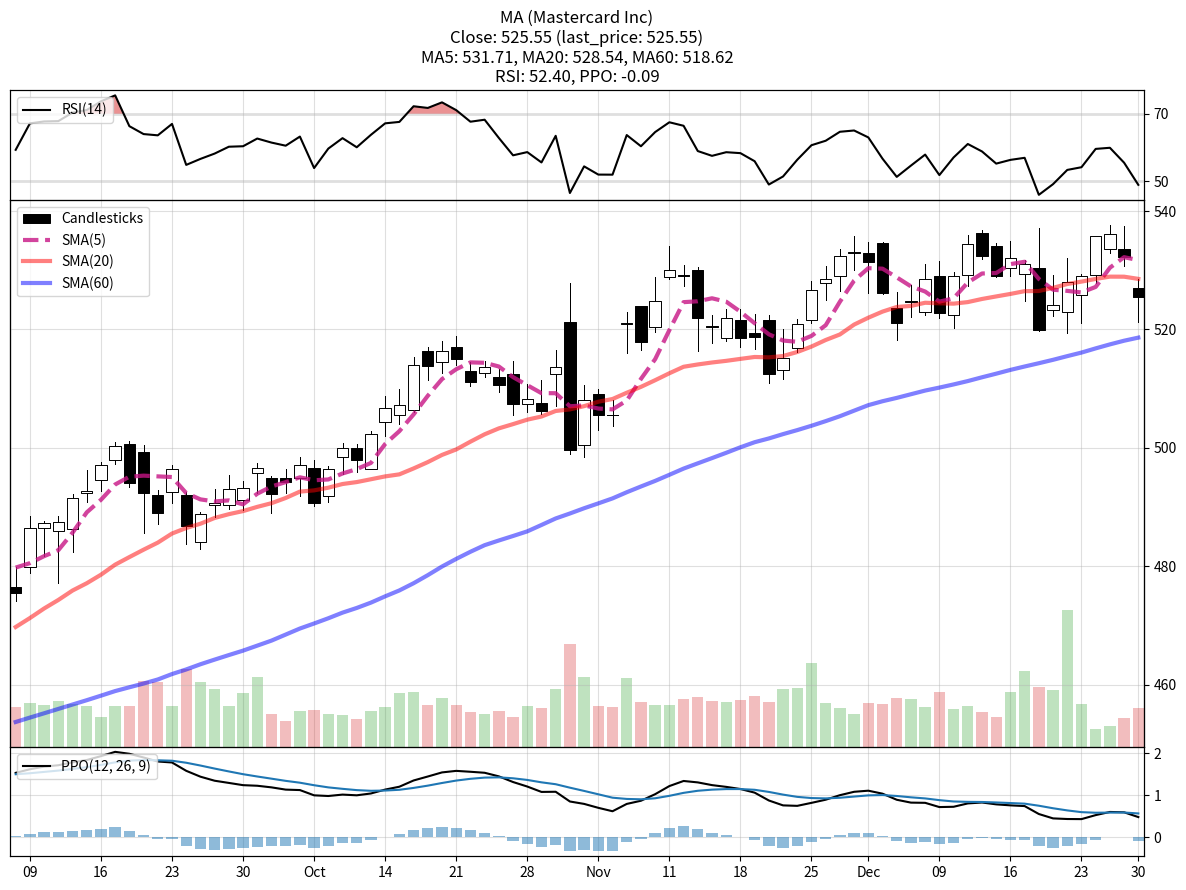 MA (Mastercard Inc)
Close: 525.55 (last_price: 525.55)
MA5: 531.71, MA20: 528.54, MA60: 518.62
RSI: 52.40, PPO: -0.09
RSI(14)
70
50
Candlesticks
SMA(5)
SMA(20)
SMA(60)
540
520
500
480
460
PPO(12, 26, 9)
2
1
0
09 16 23 30 Oct 14 21 28 Nov 11 18 25 Dec 09 16 23 30